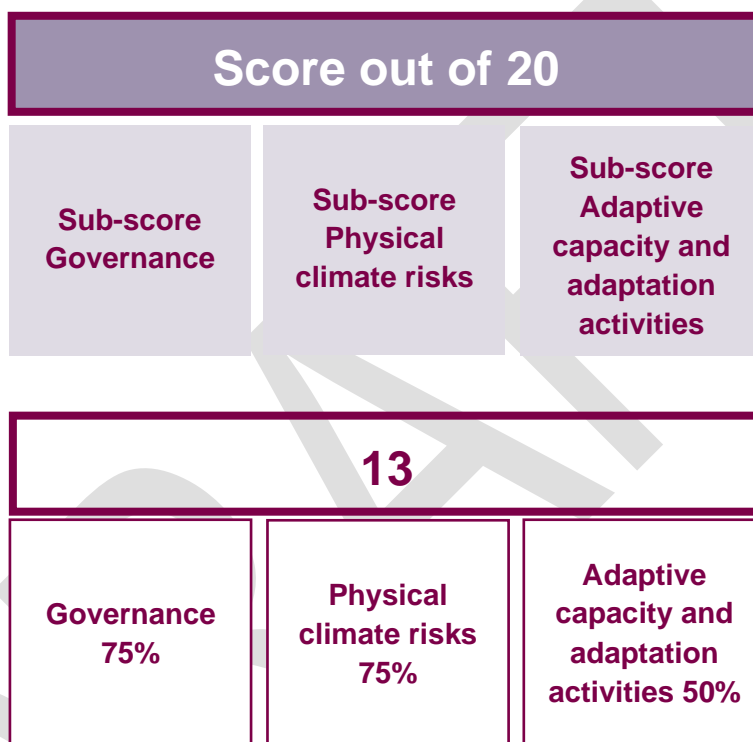 Score out of 20
Sub-score
Governance
Sub-score
Physical
climate risks
Sub-score
Adaptive
capacity and
adaptation
activities
13
Governance
75%
Physical
climate risks
75%
Adaptive
capacity and
adaptation
activities 50%